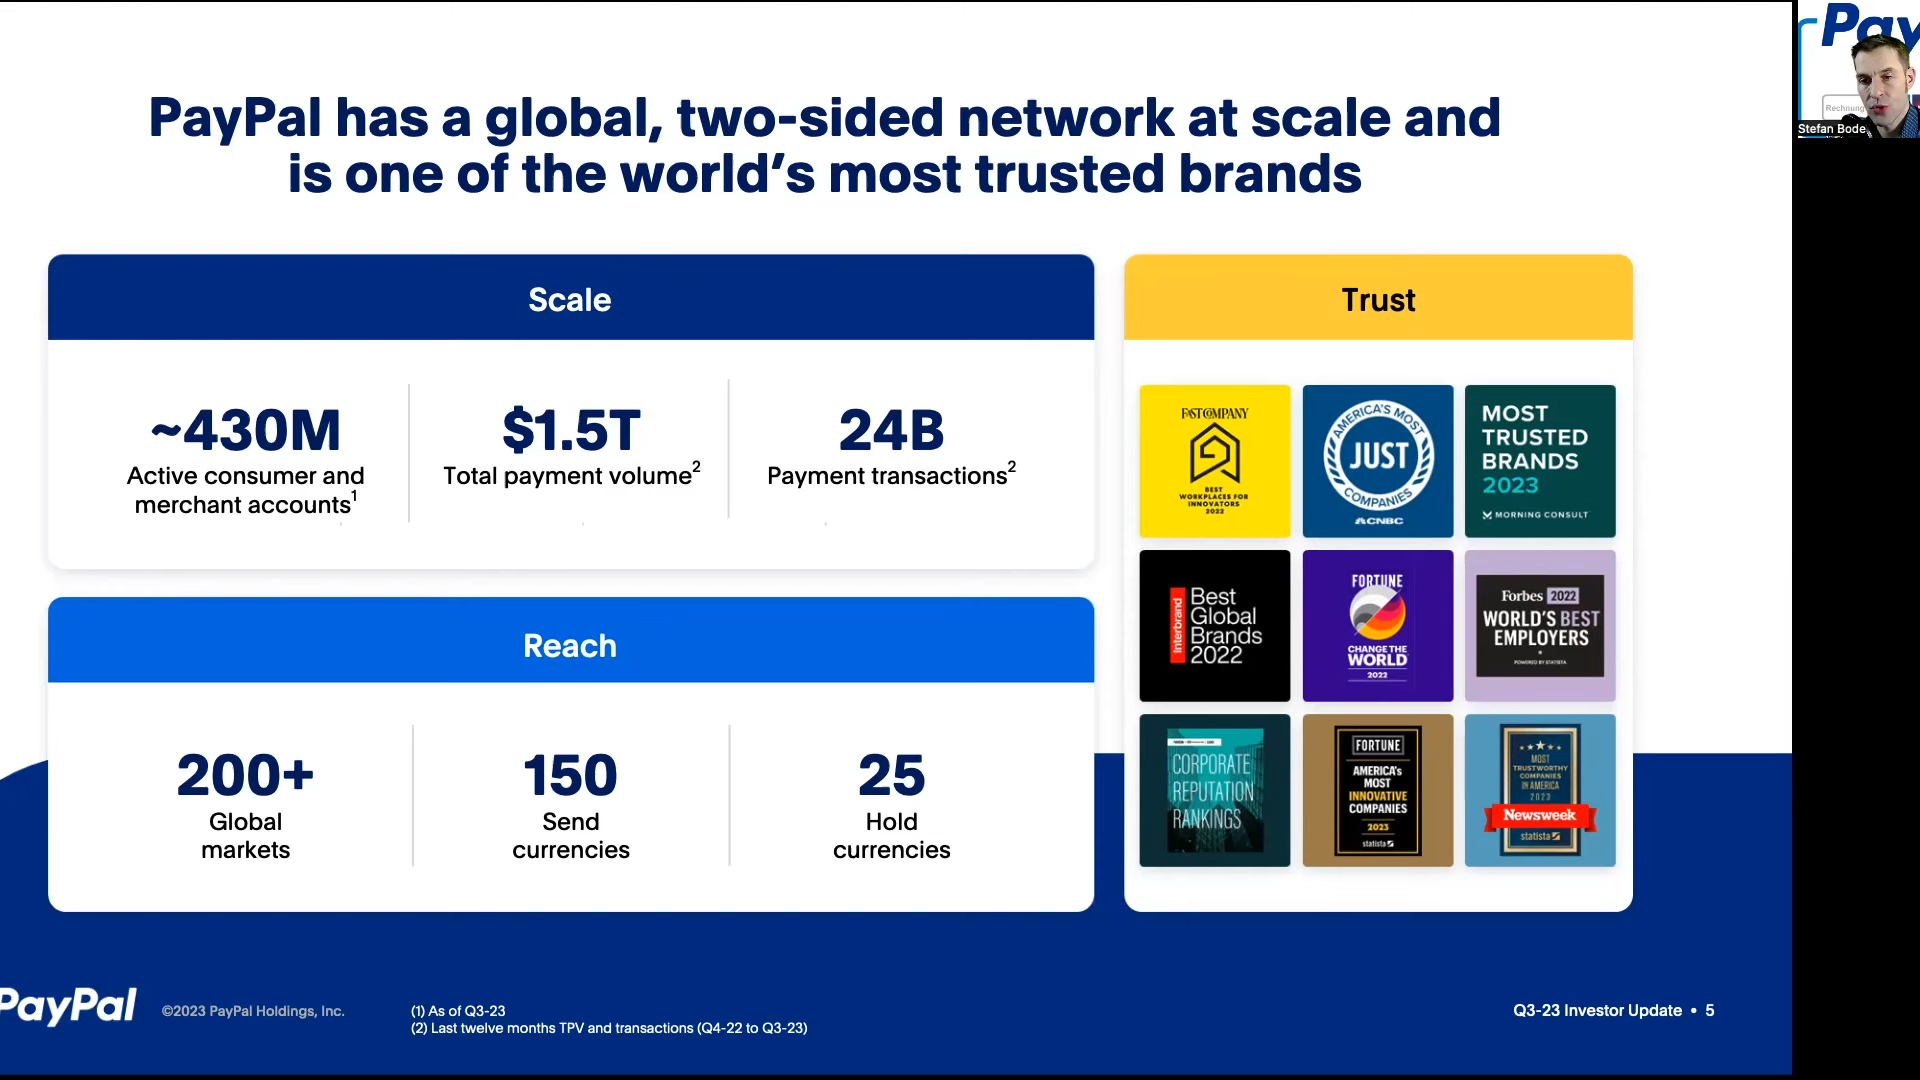 PayPal has a global, two-sided network at scale and
is one of the world's most trusted brands
Scale
~430M
Active consumer and
merchant accounts1
$1.5T
Total payment volume2
24B
Payment transactions2
Reach
200+
Global
markets
150
Send
currencies
25
Hold
currencies
Trust
FAST COMPANY
BEST
WORKPLACES FOR
INNOVATORS
2022
AMERICA'S MOST
JUST
COMPANIES
CNBC
MOST
TRUSTED
BRANDS
2023
MORNING CONSULT
Interbrand
Best
Global
Brands
2022
FORTUNE
CHANGE THE
WORLD
2022
Forbes 2022
WORLD'S BEST
EMPLOYERS
POWERED BY STATISTA
CORPORATE
REPUTATION
RANKINGS
FORTUNE
AMERICA's
MOST
INNOVATIVE
COMPANIES
2023
statista
MOST
TRUSTWORTHY
COMPANIES
IN AMERICA
2023
Newsweek
statista
PayPal
©2023 PayPal Holdings, Inc.
(1) As of Q3-23
(2) Last twelve months TPV and transactions (Q4-22 to Q3-23)
Q3-23 Investor Update • 5
Pay
Rechnung
Stefan Bode